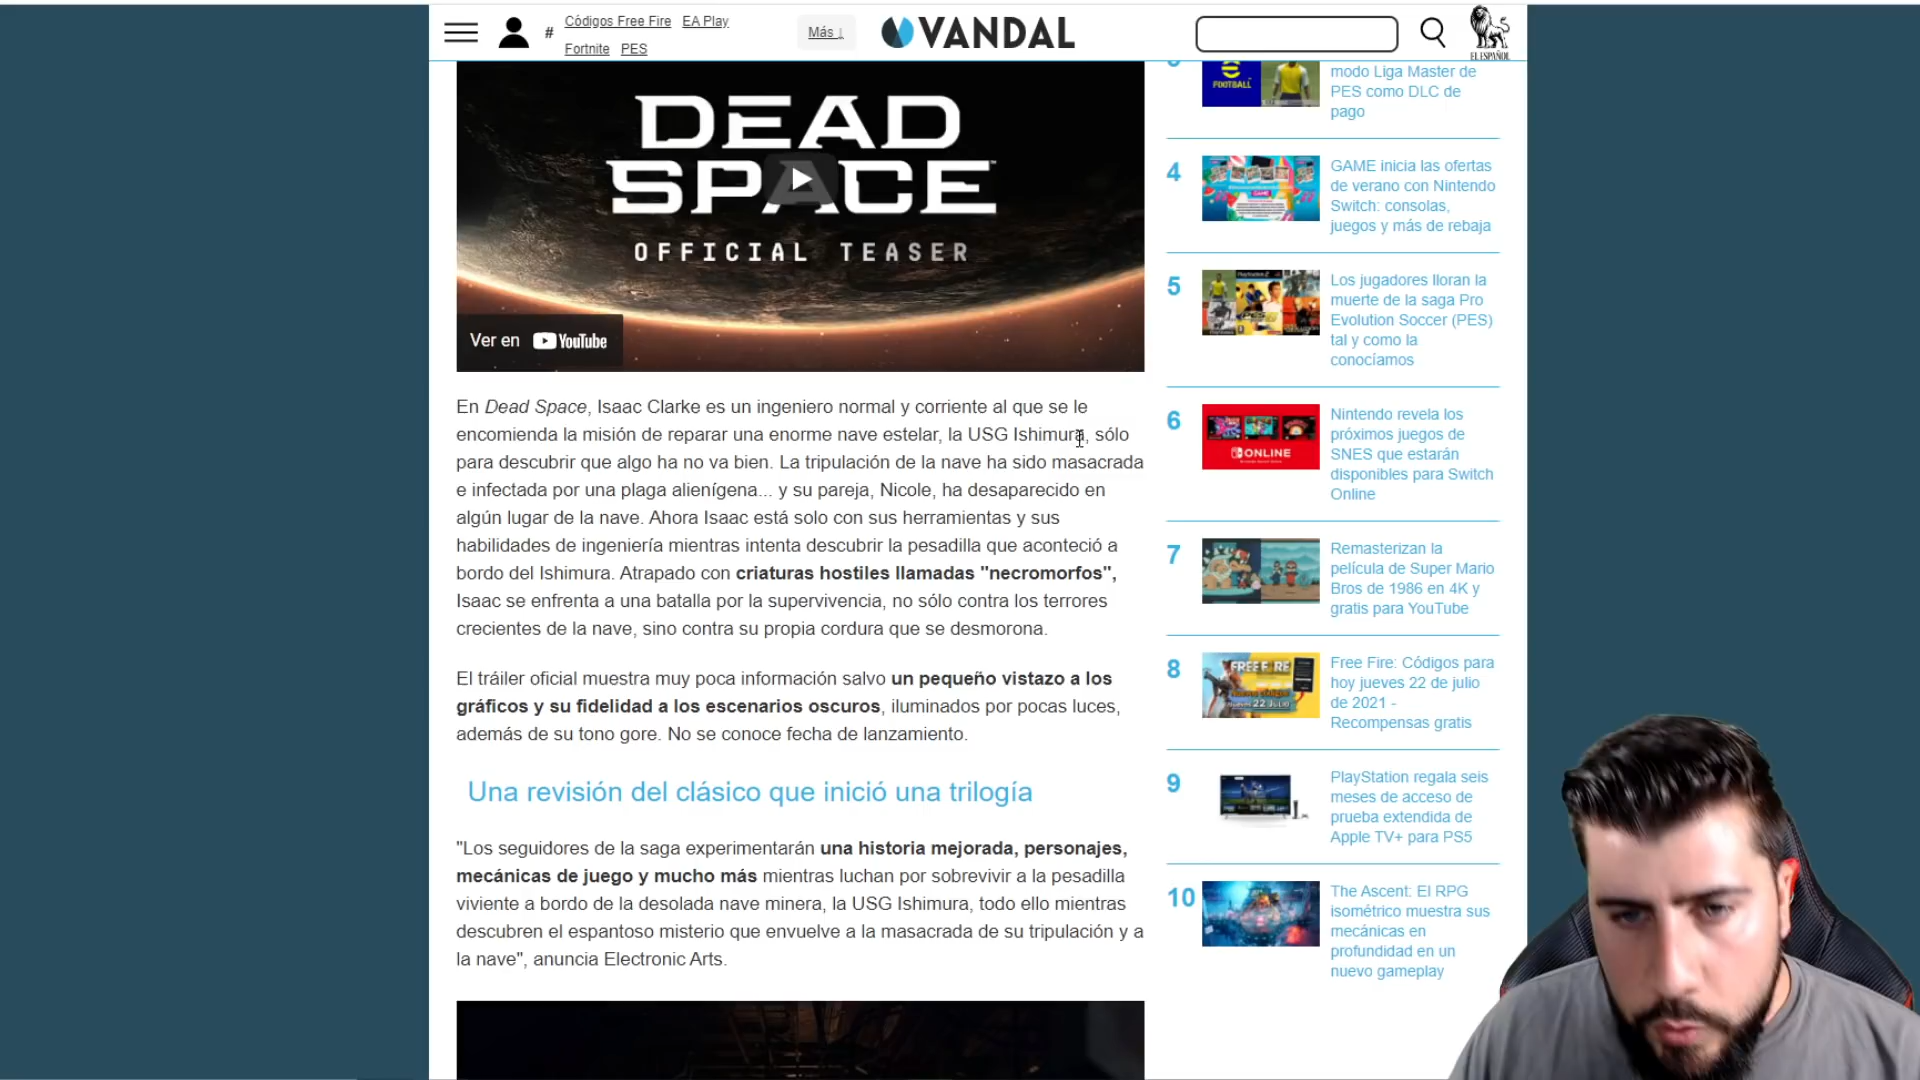 #
Códigos Free Fire EA Play
Fortnite PES
Más ↓
VANDAL
EL ESPAÑOL
DEAD
SPACE
OFFICIAL TEASER
Ver en YouTube
En Dead Space, Isaac Clarke es un ingeniero normal y corriente al que se le
encomienda la misión de reparar una enorme nave estelar, la USG Ishimura, sólo
para descubrir que algo ha no va bien. La tripulación de la nave ha sido masacrada
e infectada por una plaga alienígena... y su pareja, Nicole, ha desaparecido en
algún lugar de la nave. Ahora Isaac está solo con sus herramientas y sus
habilidades de ingeniería mientras intenta descubrir la pesadilla que aconteció a
bordo del Ishimura. Atrapado con criaturas hostiles llamadas "necromorfos",
Isaac se enfrenta a una batalla por la supervivencia, no sólo contra los terrores
crecientes de la nave, sino contra su propia cordura que se desmorona.
El tráiler oficial muestra muy poca información salvo un pequeño vistazo a los
gráficos y su fidelidad a los escenarios oscuros, iluminados por pocas luces,
además de su tono gore. No se conoce fecha de lanzamiento.
Una revisión del clásico que inició una trilogía
"Los seguidores de la saga experimentarán una historia mejorada, personajes,
mecánicas de juego y mucho más mientras luchan por sobrevivir a la pesadilla
viviente a bordo de la desolada nave minera, la USG Ishimura, todo ello mientras
descubren el espantoso misterio que envuelve a la masacrada de su tripulación y a
la nave", anuncia Electronic Arts.
FOOTBALL
modo Liga Master de
PES como DLC de
pago
4
GAME
GAME inicia las ofertas
de verano con Nintendo
Switch: consolas,
juegos y más de rebaja
5
Los jugadores lloran la
muerte de la saga Pro
Evolution Soccer (PES)
tal y como la
conocíamos
6
ONLINE
Nintendo revela los
próximos juegos de
SNES que estarán
disponibles para Switch
Online
7
Remasterizan la
película de Super Mario
Bros de 1986 en 4K y
gratis para YouTube
8
FREE FIRE
22 JULIO
Free Fire: Códigos para
hoy jueves 22 de julio
de 2021 -
Recompensas gratis
9
PlayStation regala seis
meses de acceso de
prueba extendida de
Apple TV+ para PS5
10
The Ascent: El RPG
isométrico muestra sus
mecánicas en
profundidad en un
nuevo gameplay